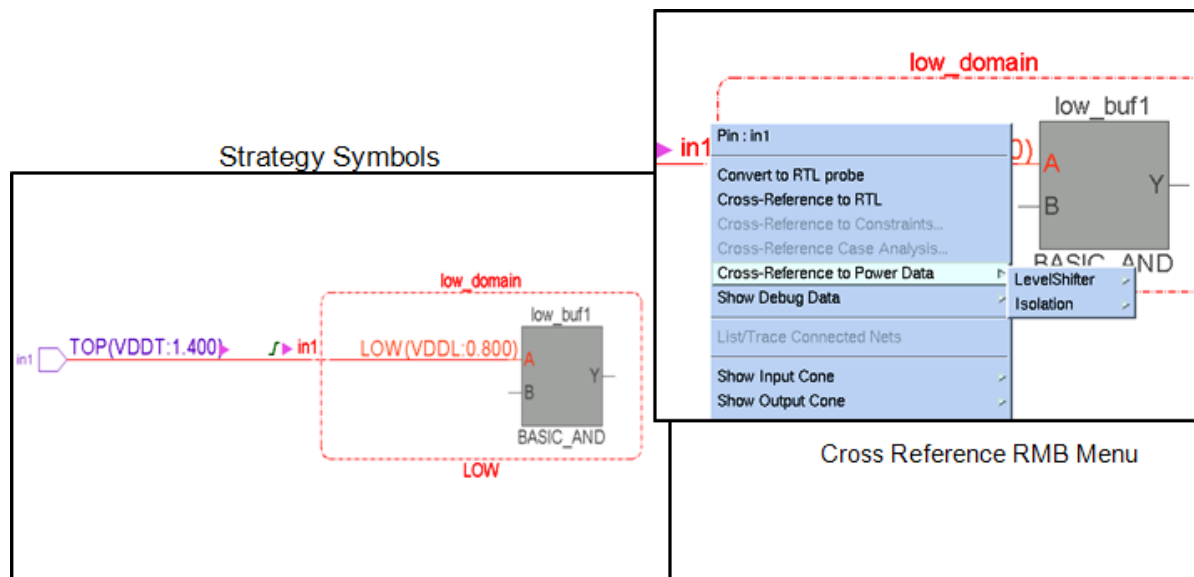 Strategy Symbols
low_domain
low_buf1
in1
TOP(VDDT:1.400)
in1
LOW(VDDL:0.800)
A
B
Y
BASIC_AND
LOW
low_domain
low_buf1
in1
0)
A
B
Y
BASIC_AND
Pin : in1
Convert to RTL probe
Cross-Reference to RTL
Cross-Reference to Constraints...
Cross-Reference Case Analysis...
Cross-Reference to Power Data
Show Debug Data
List/Trace Connected Nets
Show Input Cone
Show Output Cone
LevelShifter
Isolation
Cross Reference RMB Menu